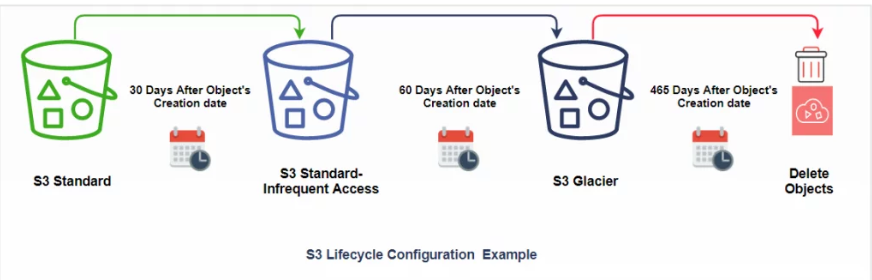 30 Days After Object's
Creation date
60 Days After Object's
Creation date
465 Days After Object's
Creation date
S3 Standard
S3 Standard-
Infrequent Access
S3 Glacier
Delete
Objects
S3 Lifecycle Configuration Example